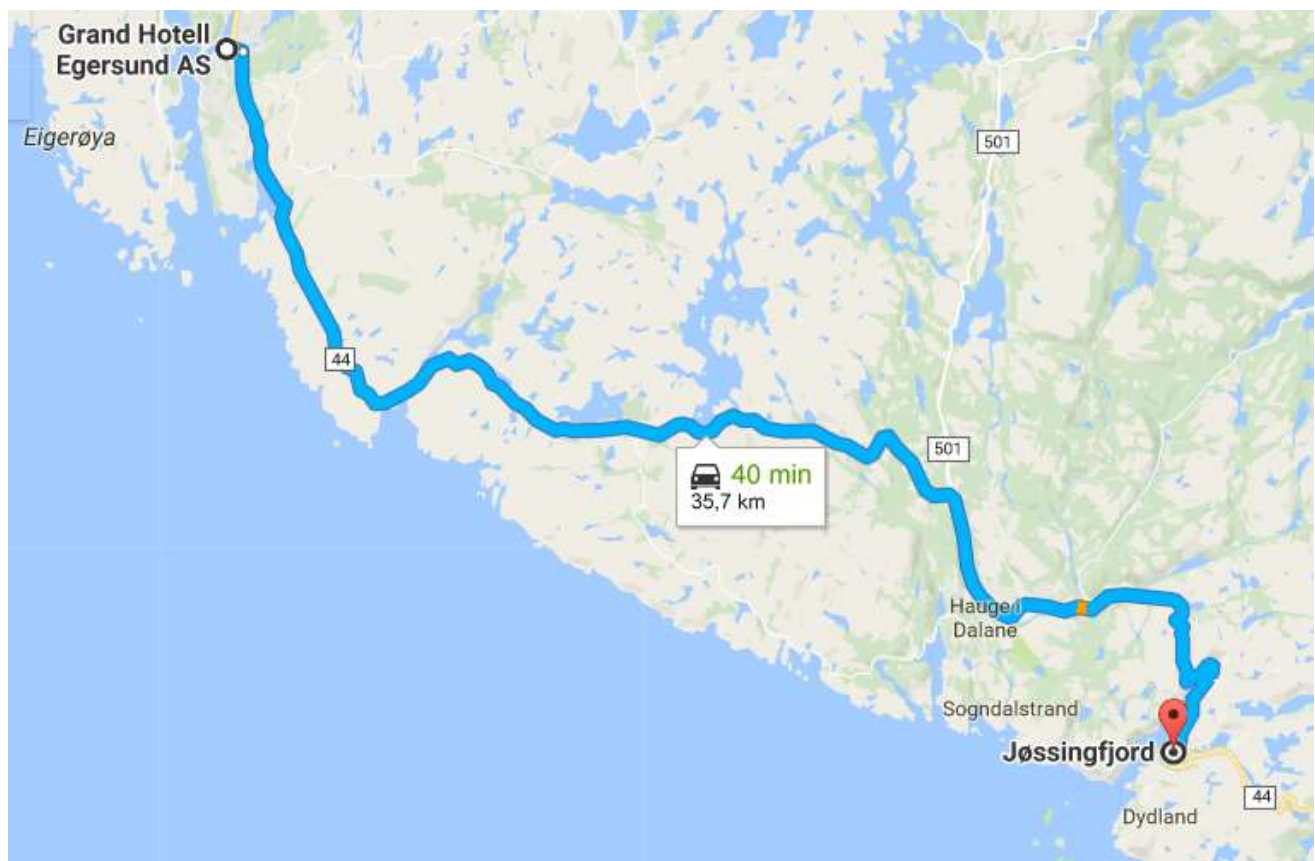 Grand Hotell
Egersund AS
Eigerøya
501
44
501
40 min
35,7 km
Hauge i
Dalane
Sogndalstrand
Jøssingfjord
44
Dydland